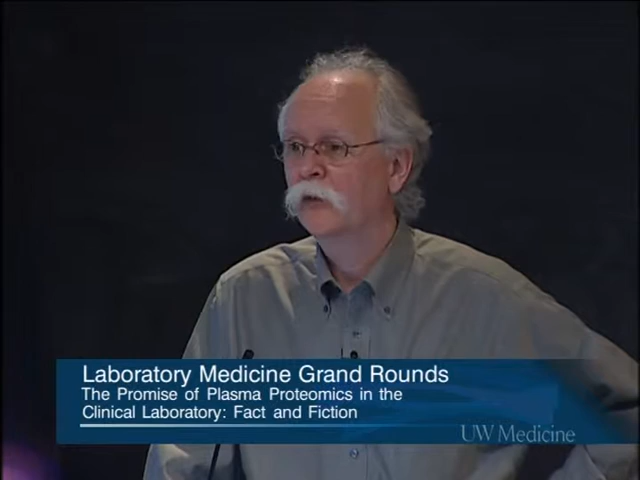 Laboratory Medicine Grand Rounds
The Promise of Plasma Proteomics in the
Clinical Laboratory: Fact and Fiction
UW Medicine